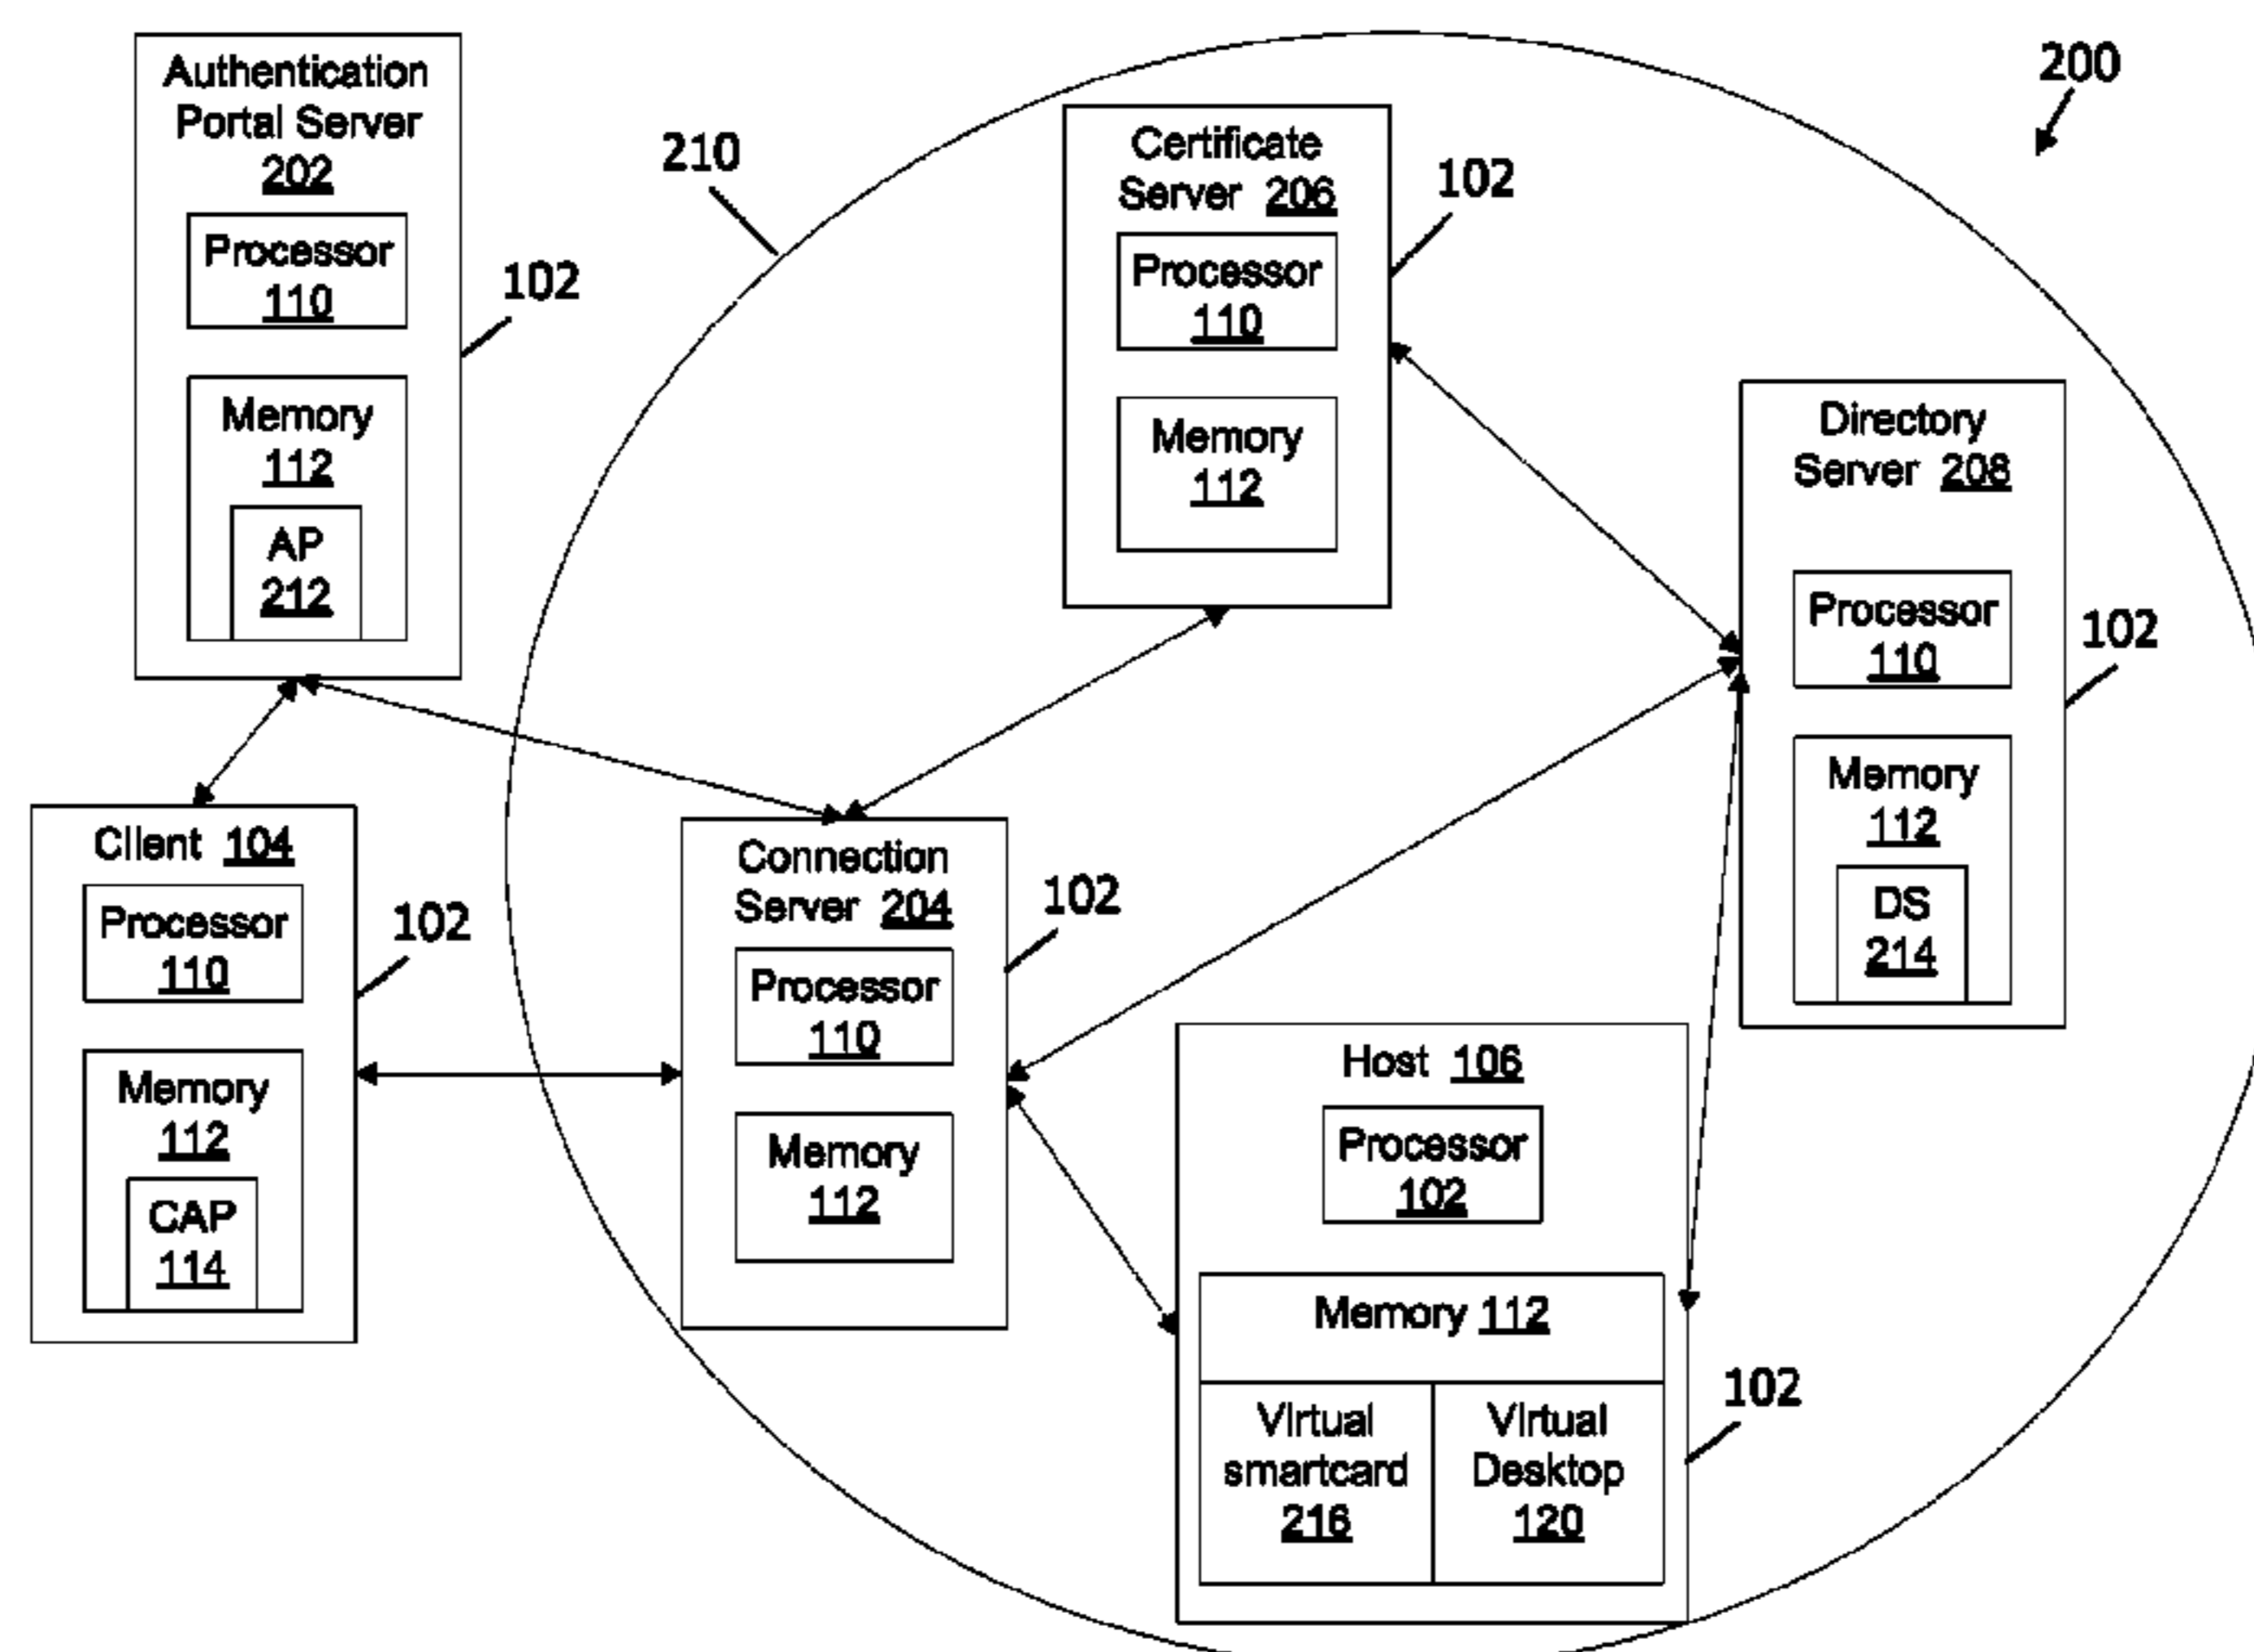 Authentication
Portal Server
202
Processor
110
Memory
112
AP
212
102
210
200
Certificate
Server 206
Processor
110
Memory
112
102
Directory
Server 208
Processor
110
Memory
112
DS
214
102
Client 104
Processor
110
Memory
112
CAP
114
102
Connection
Server 204
Processor
110
Memory
112
102
Host 106
Processor
102
Memory 112
Virtual
smartcard
216
Virtual
Desktop
120
102